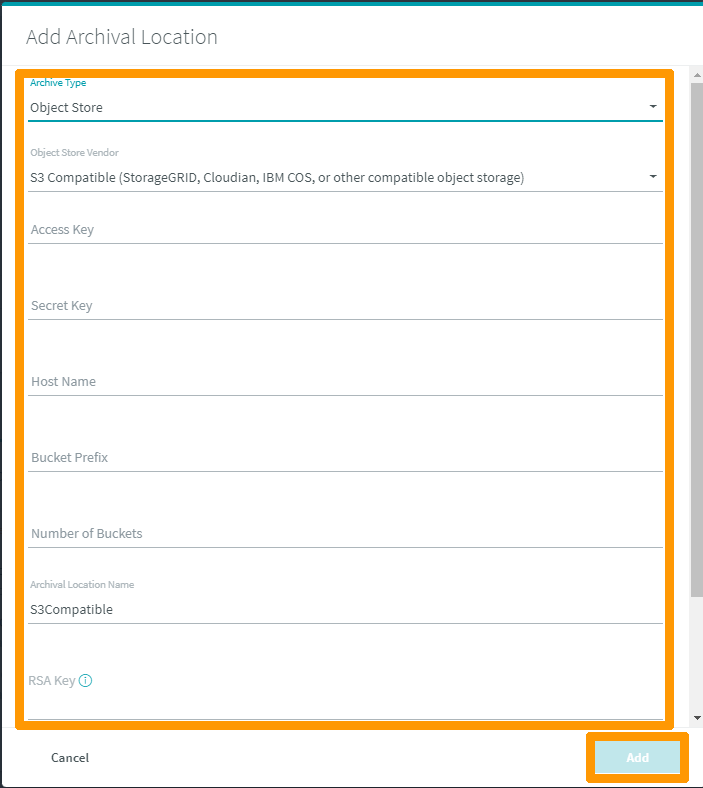 Add Archival Location
Archive Type
Object Store
Object Store Vendor
S3 Compatible (StorageGRID, Cloudian, IBM COS, or other compatible object storage)
Access Key
Secret Key
Host Name
Bucket Prefix
Number of Buckets
Archival Location Name
S3Compatible
RSA Key
Cancel
Add